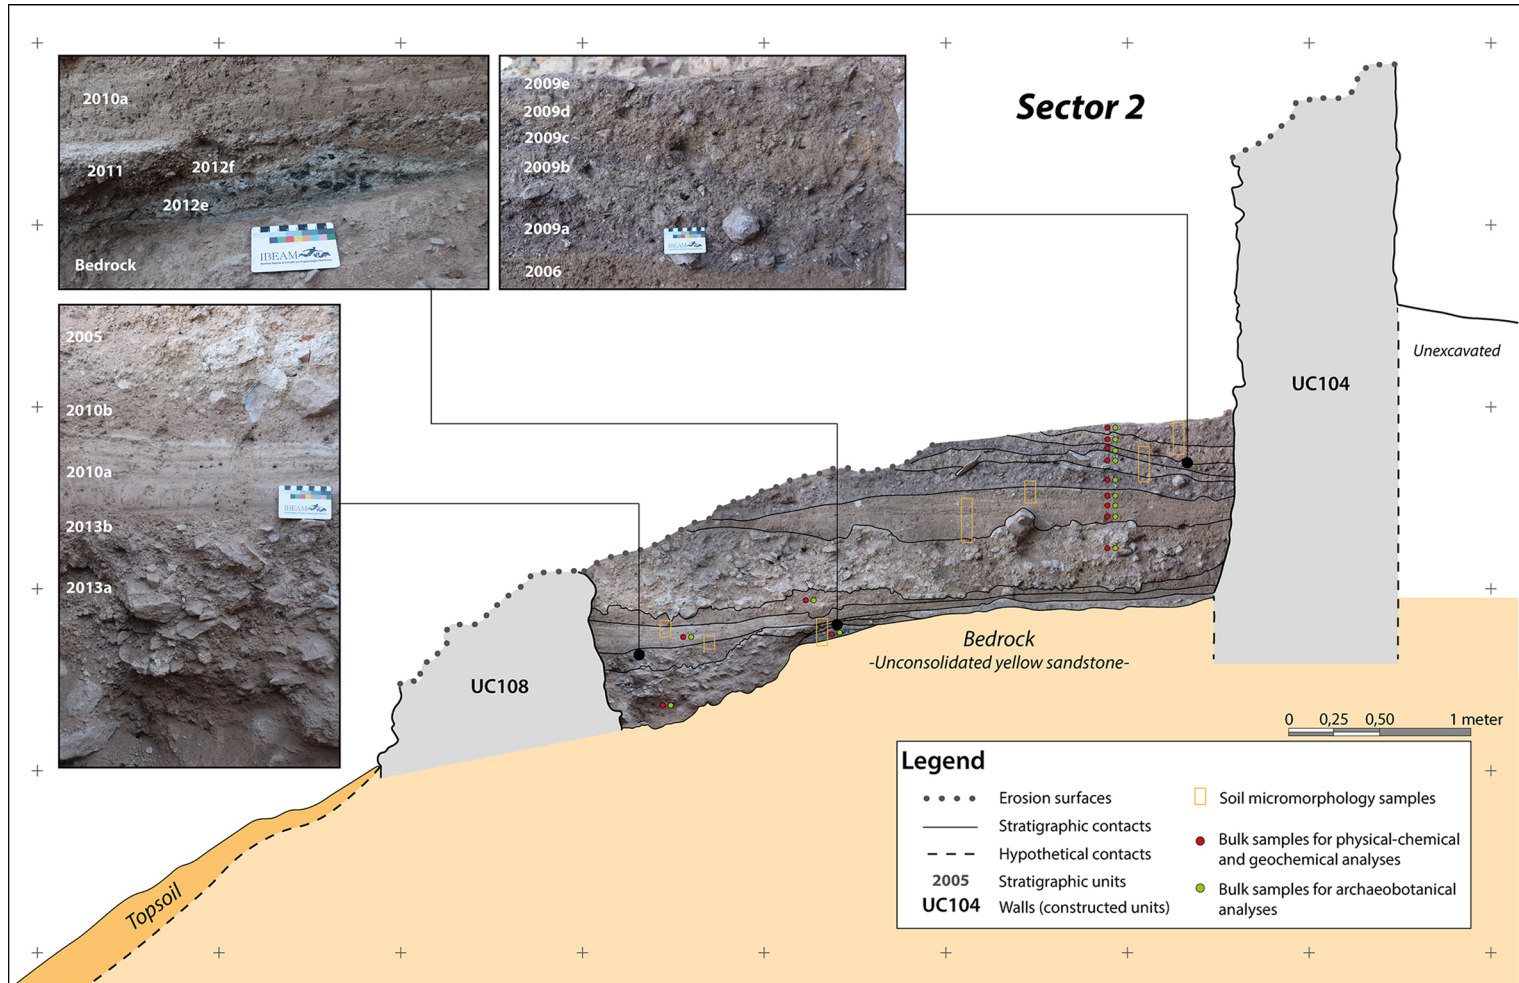 Sector 2
2010a
2011
2012f
2012e
Bedrock
IBEAM
2009e
2009d
2009c
2009b
2009a
IBEAM
2006
2005
2010b
2010a
IBEAM
2013b
2013a
UC104
Unexcavated
UC108
Bedrock
-Unconsolidated yellow sandstone-
Topsoil
0 0,25 0,50 1 meter
Legend
Erosion surfaces
Stratigraphic contacts
Hypothetical contacts
2005 Stratigraphic units
UC104 Walls (constructed units)
Soil micromorphology samples
Bulk samples for physical-chemical
and geochemical analyses
Bulk samples for archaeobotanical
analyses